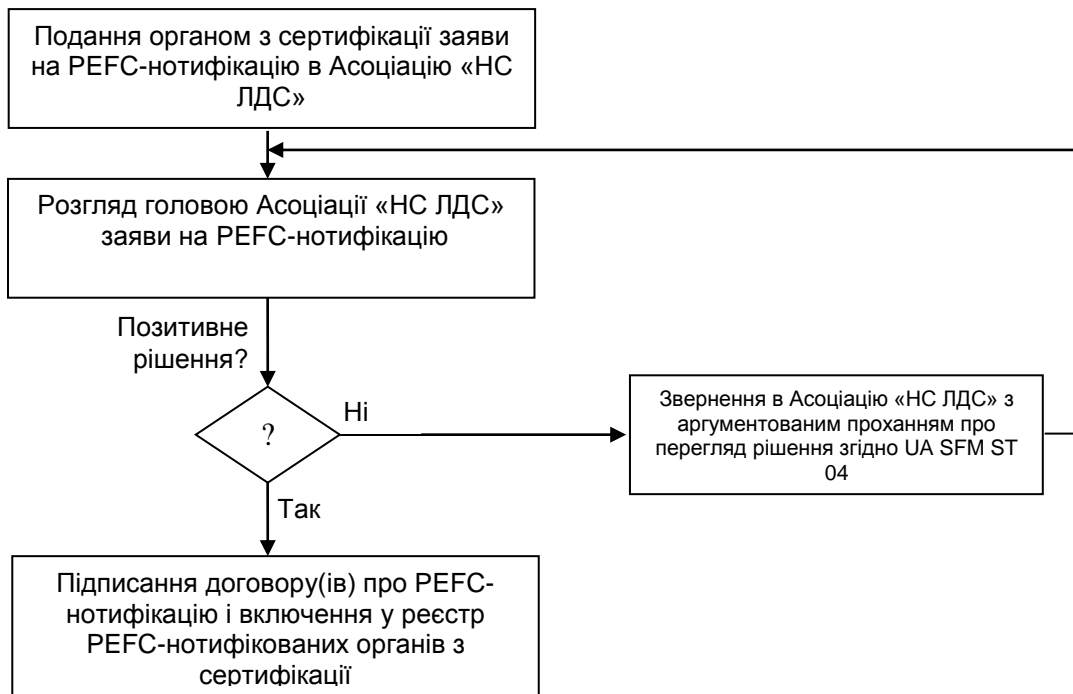 Подання органом з сертифікації заяви
на PEFC-нотифікацію в Асоціацію «НС
ЛДС»
Розгляд головою Асоціації «НС ЛДС»
заяви на PEFC-нотифікацію
Позитивне
рішення?
?
Ні
Звернення в Асоціацію «НС ЛДС» з
аргументованим проханням про
перегляд рішення згідно UA SFM ST
04
Так
Підписання договору(ів) про PEFC-
нотифікацію і включення у реєстр
PEFC-нотифікованих органів з
сертифікації